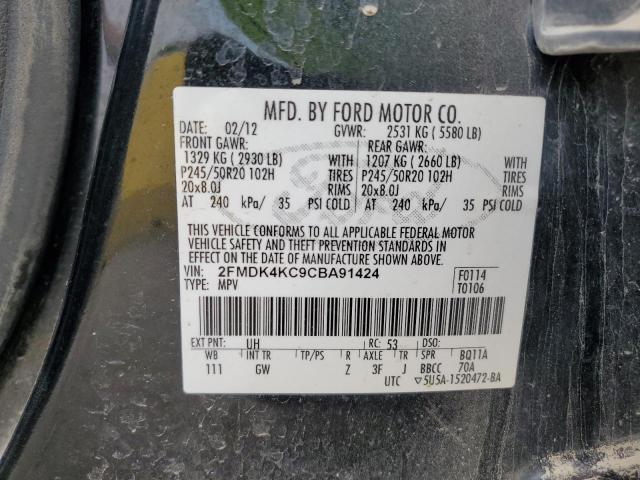 MFD. BY FORD MOTOR CO.
DATE: 02/12 GVWR: 2531 KG ( 5580 LB)
FRONT GAWR: REAR GAWR:
1329 KG ( 2930 LB) WITH 1207 KG ( 2660 LB) WITH
P245/50R20 102H TIRES P245/50R20 102H TIRES
20x8.0J RIMS 20x8.0J RIMS
AT 240 kPa/ 35 PSI COLD AT 240 kPa/ 35 PSI COLD
THIS VEHICLE CONFORMS TO ALL APPLICABLE FEDERAL MOTOR
VEHICLE SAFETY AND THEFT PREVENTION STANDARDS IN
EFFECT ON THE DATE OF MANUFACTURE SHOWN ABOVE.
VIN: 2FMDK4KC9CBA91424 F0114
TYPE: MPV T0106
EXT PNT: UH RC: 53 DSO:
WB INT TR TP/PS R AXLE TR SPR BQ11A
111 GW Z 3F J BBCC 70A
UTC ▽5U5A-1520472-BA
Ford